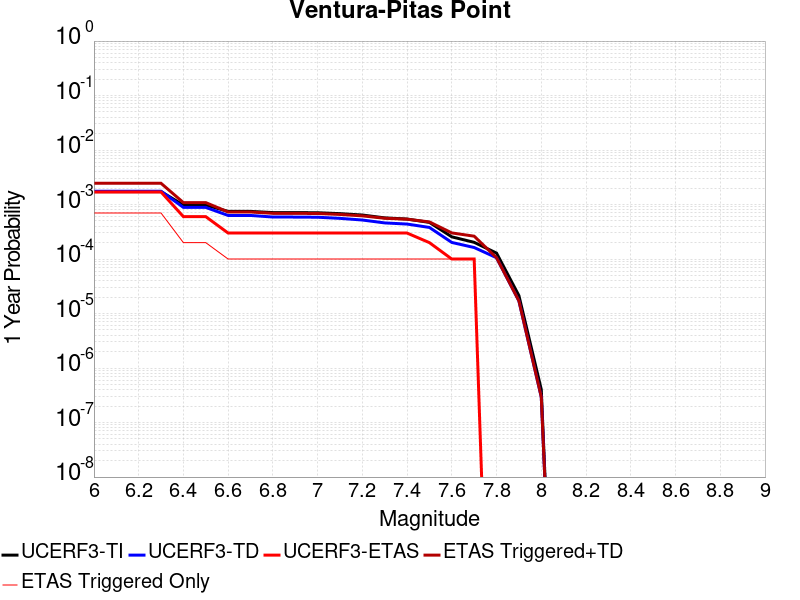 Ventura-Pitas Point
10^0
10^-1
10^-2
10^-3
10^-4
10^-5
10^-6
10^-7
10^-8
1 Year Probability
6 6.2 6.4 6.6 6.8 7 7.2 7.4 7.6 7.8 8 8.2 8.4 8.6 8.8 9
Magnitude
UCERF3-TI UCERF3-TD UCERF3-ETAS ETAS Triggered+TD
ETAS Triggered Only